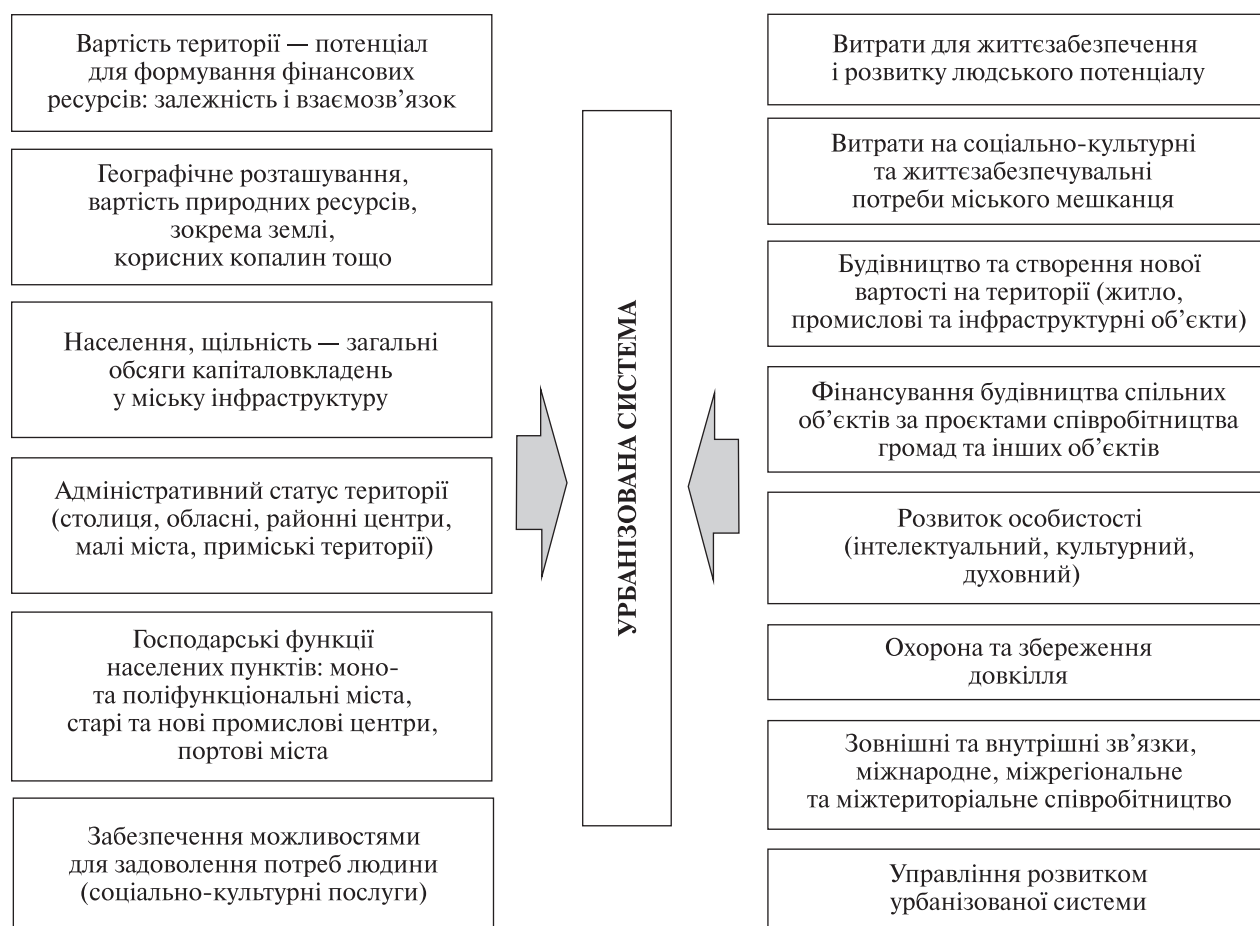 Вартість території — потенціал
для формування фінансових
ресурсів: залежність і взаємозв’язок
Географічне розташування,
вартість природних ресурсів,
зокрема землі,
корисних копалин тощо
Населення, щільність — загальні
обсяги капіталовкладень
у міську інфраструктуру
Адміністративний статус території
(столиця, обласні, районні центри,
малі міста, приміські території)
Господарські функції
населених пунктів: моно-
та поліфункціональні міста,
старі та нові промислові центри,
портові міста
Забезпечення можливостями
для задоволення потреб людини
(соціально-культурні послуги)
УРБАНІЗОВАНА СИСТЕМА
Витрати для життєзабезпечення
і розвитку людського потенціалу
Витрати на соціально-культурні
та життєзабезпечувальні
потреби міського мешканця
Будівництво та створення нової
вартості на території (житло,
промислові та інфраструктурні об’єкти)
Фінансування будівництва спільних
об’єктів за проєктами співробітництва
громад та інших об’єктів
Розвиток особистості
(інтелектуальний, культурний,
духовний)
Охорона та збереження
довкілля
Зовнішні та внутрішні зв’язки,
міжнародне, міжрегіональне
та міжтериторіальне співробітництво
Управління розвитком
урбанізованої системи